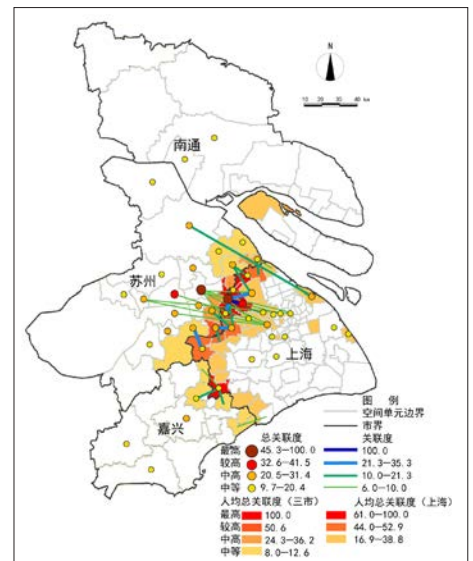 N
10 20 30 40 km
南通
苏州
上海
嘉兴
图 例
空间单元边界
市界
总关联度
最高 45.3—100.0
较高 32.6—41.5
中高 20.5—31.4
中等 9.7—20.4
关联度
100.0
21.3—35.3
10.0—21.3
6.0—10.0
人均总关联度（三市）
最高 100.0
较高 50.6
中高 24.3—36.2
中等 8.0—12.6
人均总关联度（上海）
61.0—100.0
44.0—52.9
16.9—38.8